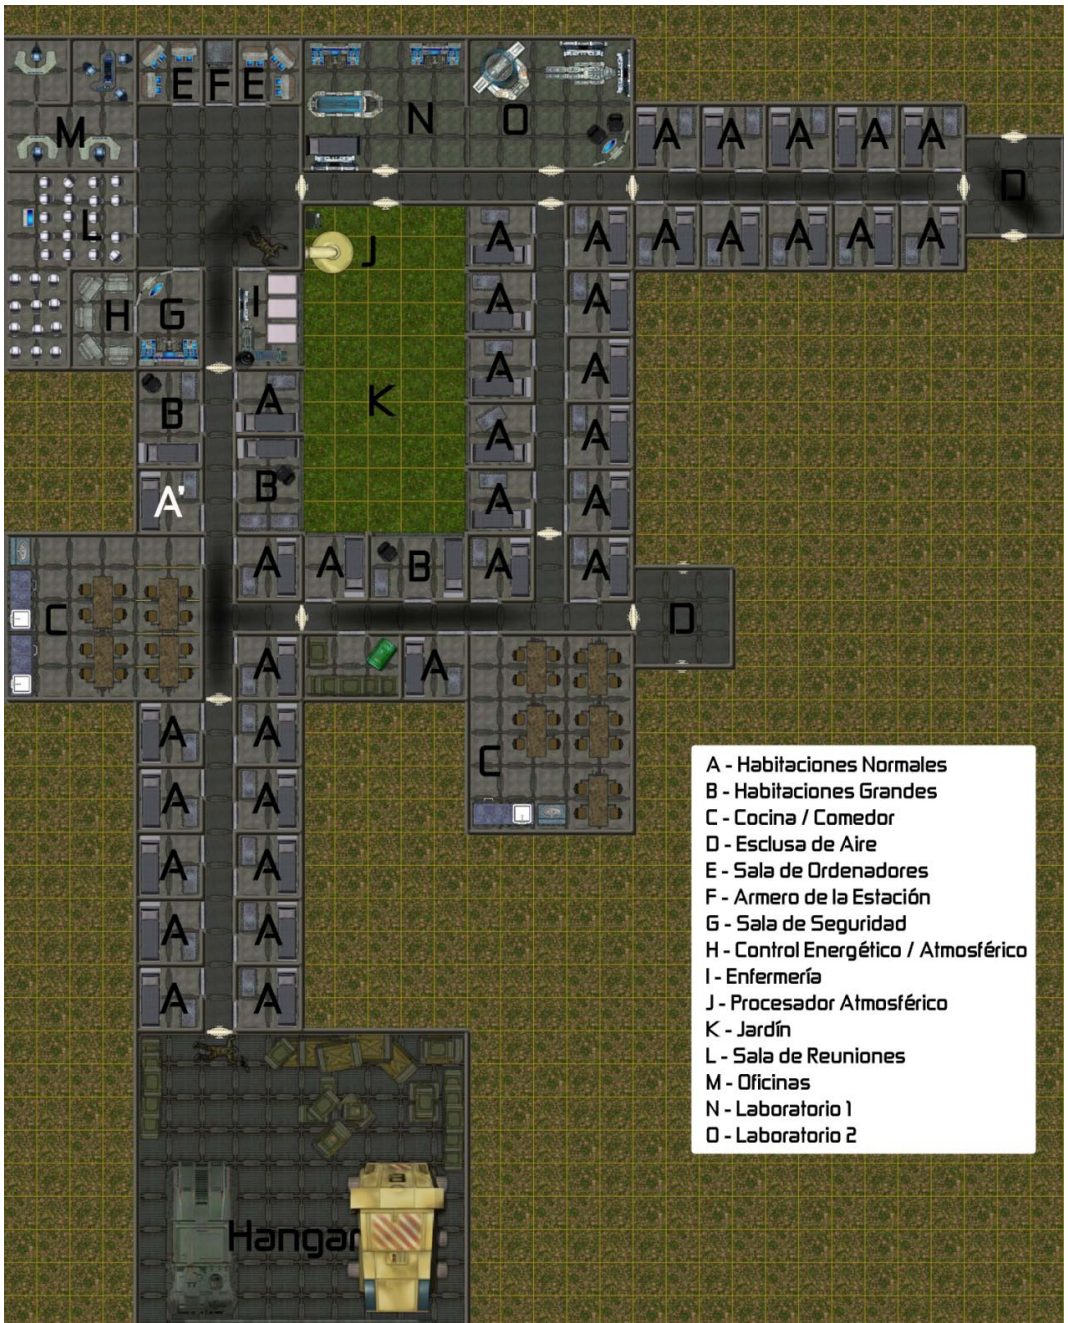 E F E
M N O
A A A A A
D
L
J A A A A A A A
H G I A A
B A K A A
A A
A' B A A
A A B A A
C D
A A
A A
C
A A
A A
A A
A A
Hangar
A - Habitaciones Normales
B - Habitaciones Grandes
C - Cocina / Comedor
D - Esclusa de Aire
E - Sala de Ordenadores
F - Armero de la Estación
G - Sala de Seguridad
H - Control Energético / Atmosférico
I - Enfermería
J - Procesador Atmosférico
K - Jardín
L - Sala de Reuniones
M - Oficinas
N - Laboratorio 1
O - Laboratorio 2